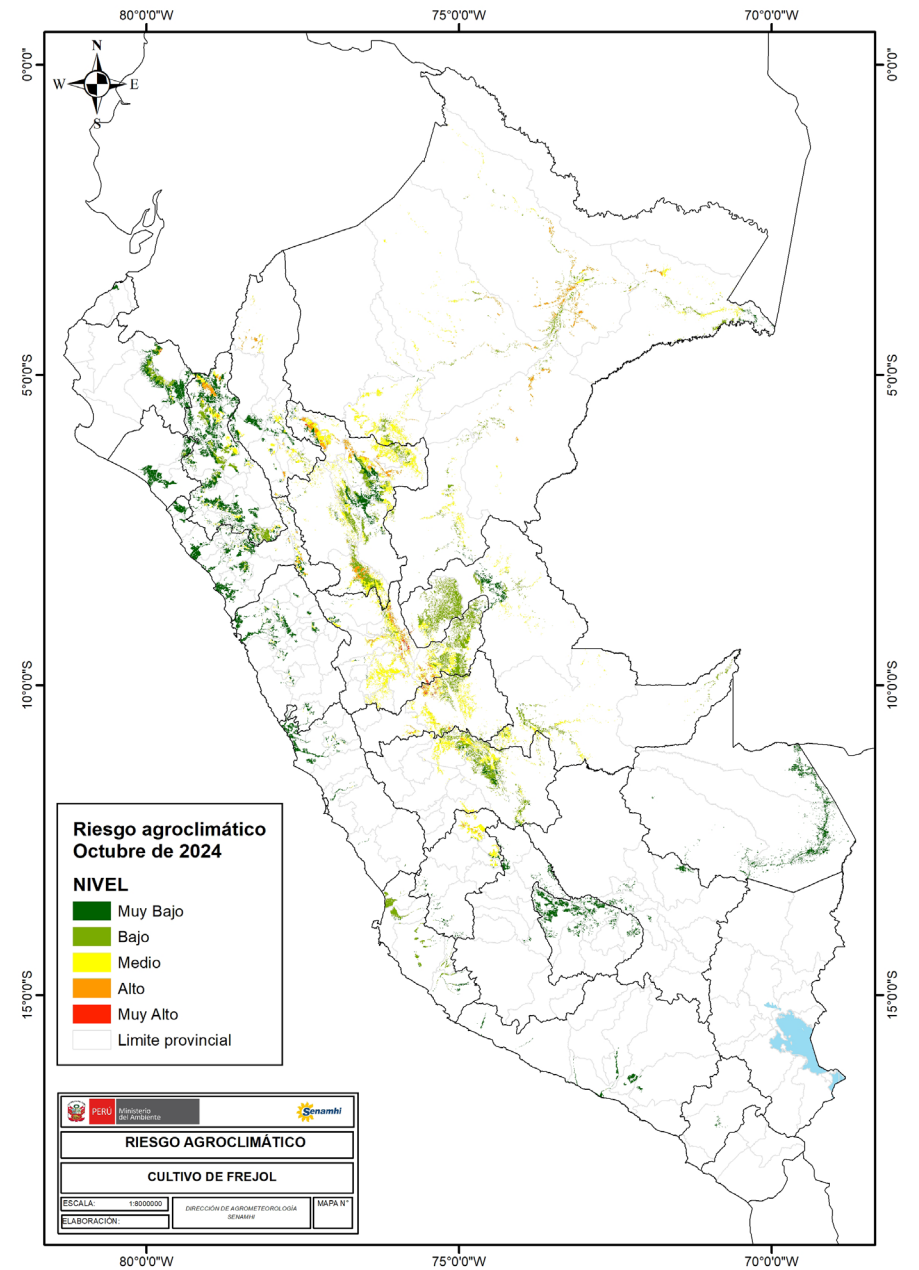 80°0'0"W
75°0'0"W
70°0'0"W
N
W
E
S
0°0'0"
0°0'0"
5°0'0"S
5°0'0"S
10°0'0"S
10°0'0"S
15°0'0"S
15°0'0"S
Riesgo agroclimático
Octubre de 2024
NIVEL
Muy Bajo
Bajo
Medio
Alto
Muy Alto
Limite provincial
PERÚ
Ministerio
del Ambiente
Senamhi
RIESGO AGROCLIMÁTICO
CULTIVO DE FREJOL
ESCALA: 1:8000000
DIRECCIÓN DE AGROMETEOROLOGÍA
SENAMHI
MAPA N°
ELABORACIÓN:
80°0'0"W
75°0'0"W
70°0'0"W